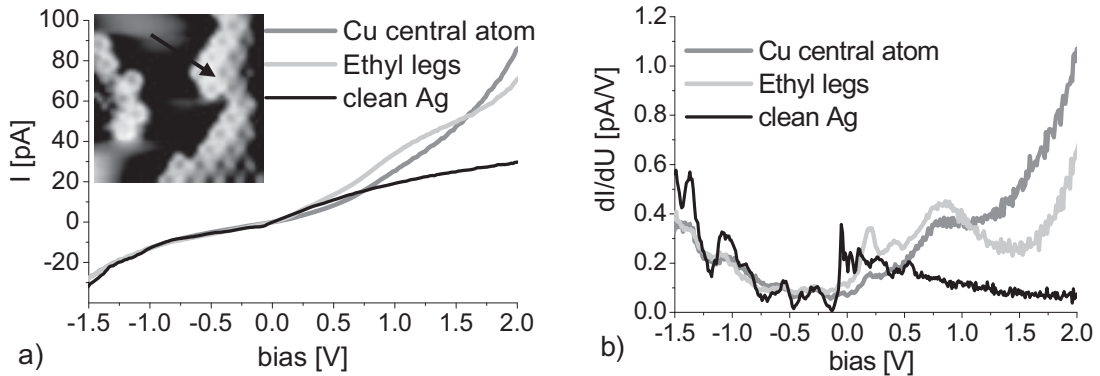 100
80
60
40
20
0
-20
I [pA]
Cu central atom
Ethyl legs
clean Ag
-1.5 -1.0 -0.5 0.0 0.5 1.0 1.5 2.0
bias [V]
a)
1.2
1.0
0.8
0.6
0.4
0.2
0.0
dI/dU [pA/V]
Cu central atom
Ethyl legs
clean Ag
-1.5 -1.0 -0.5 0.0 0.5 1.0 1.5 2.0
bias [V]
b)